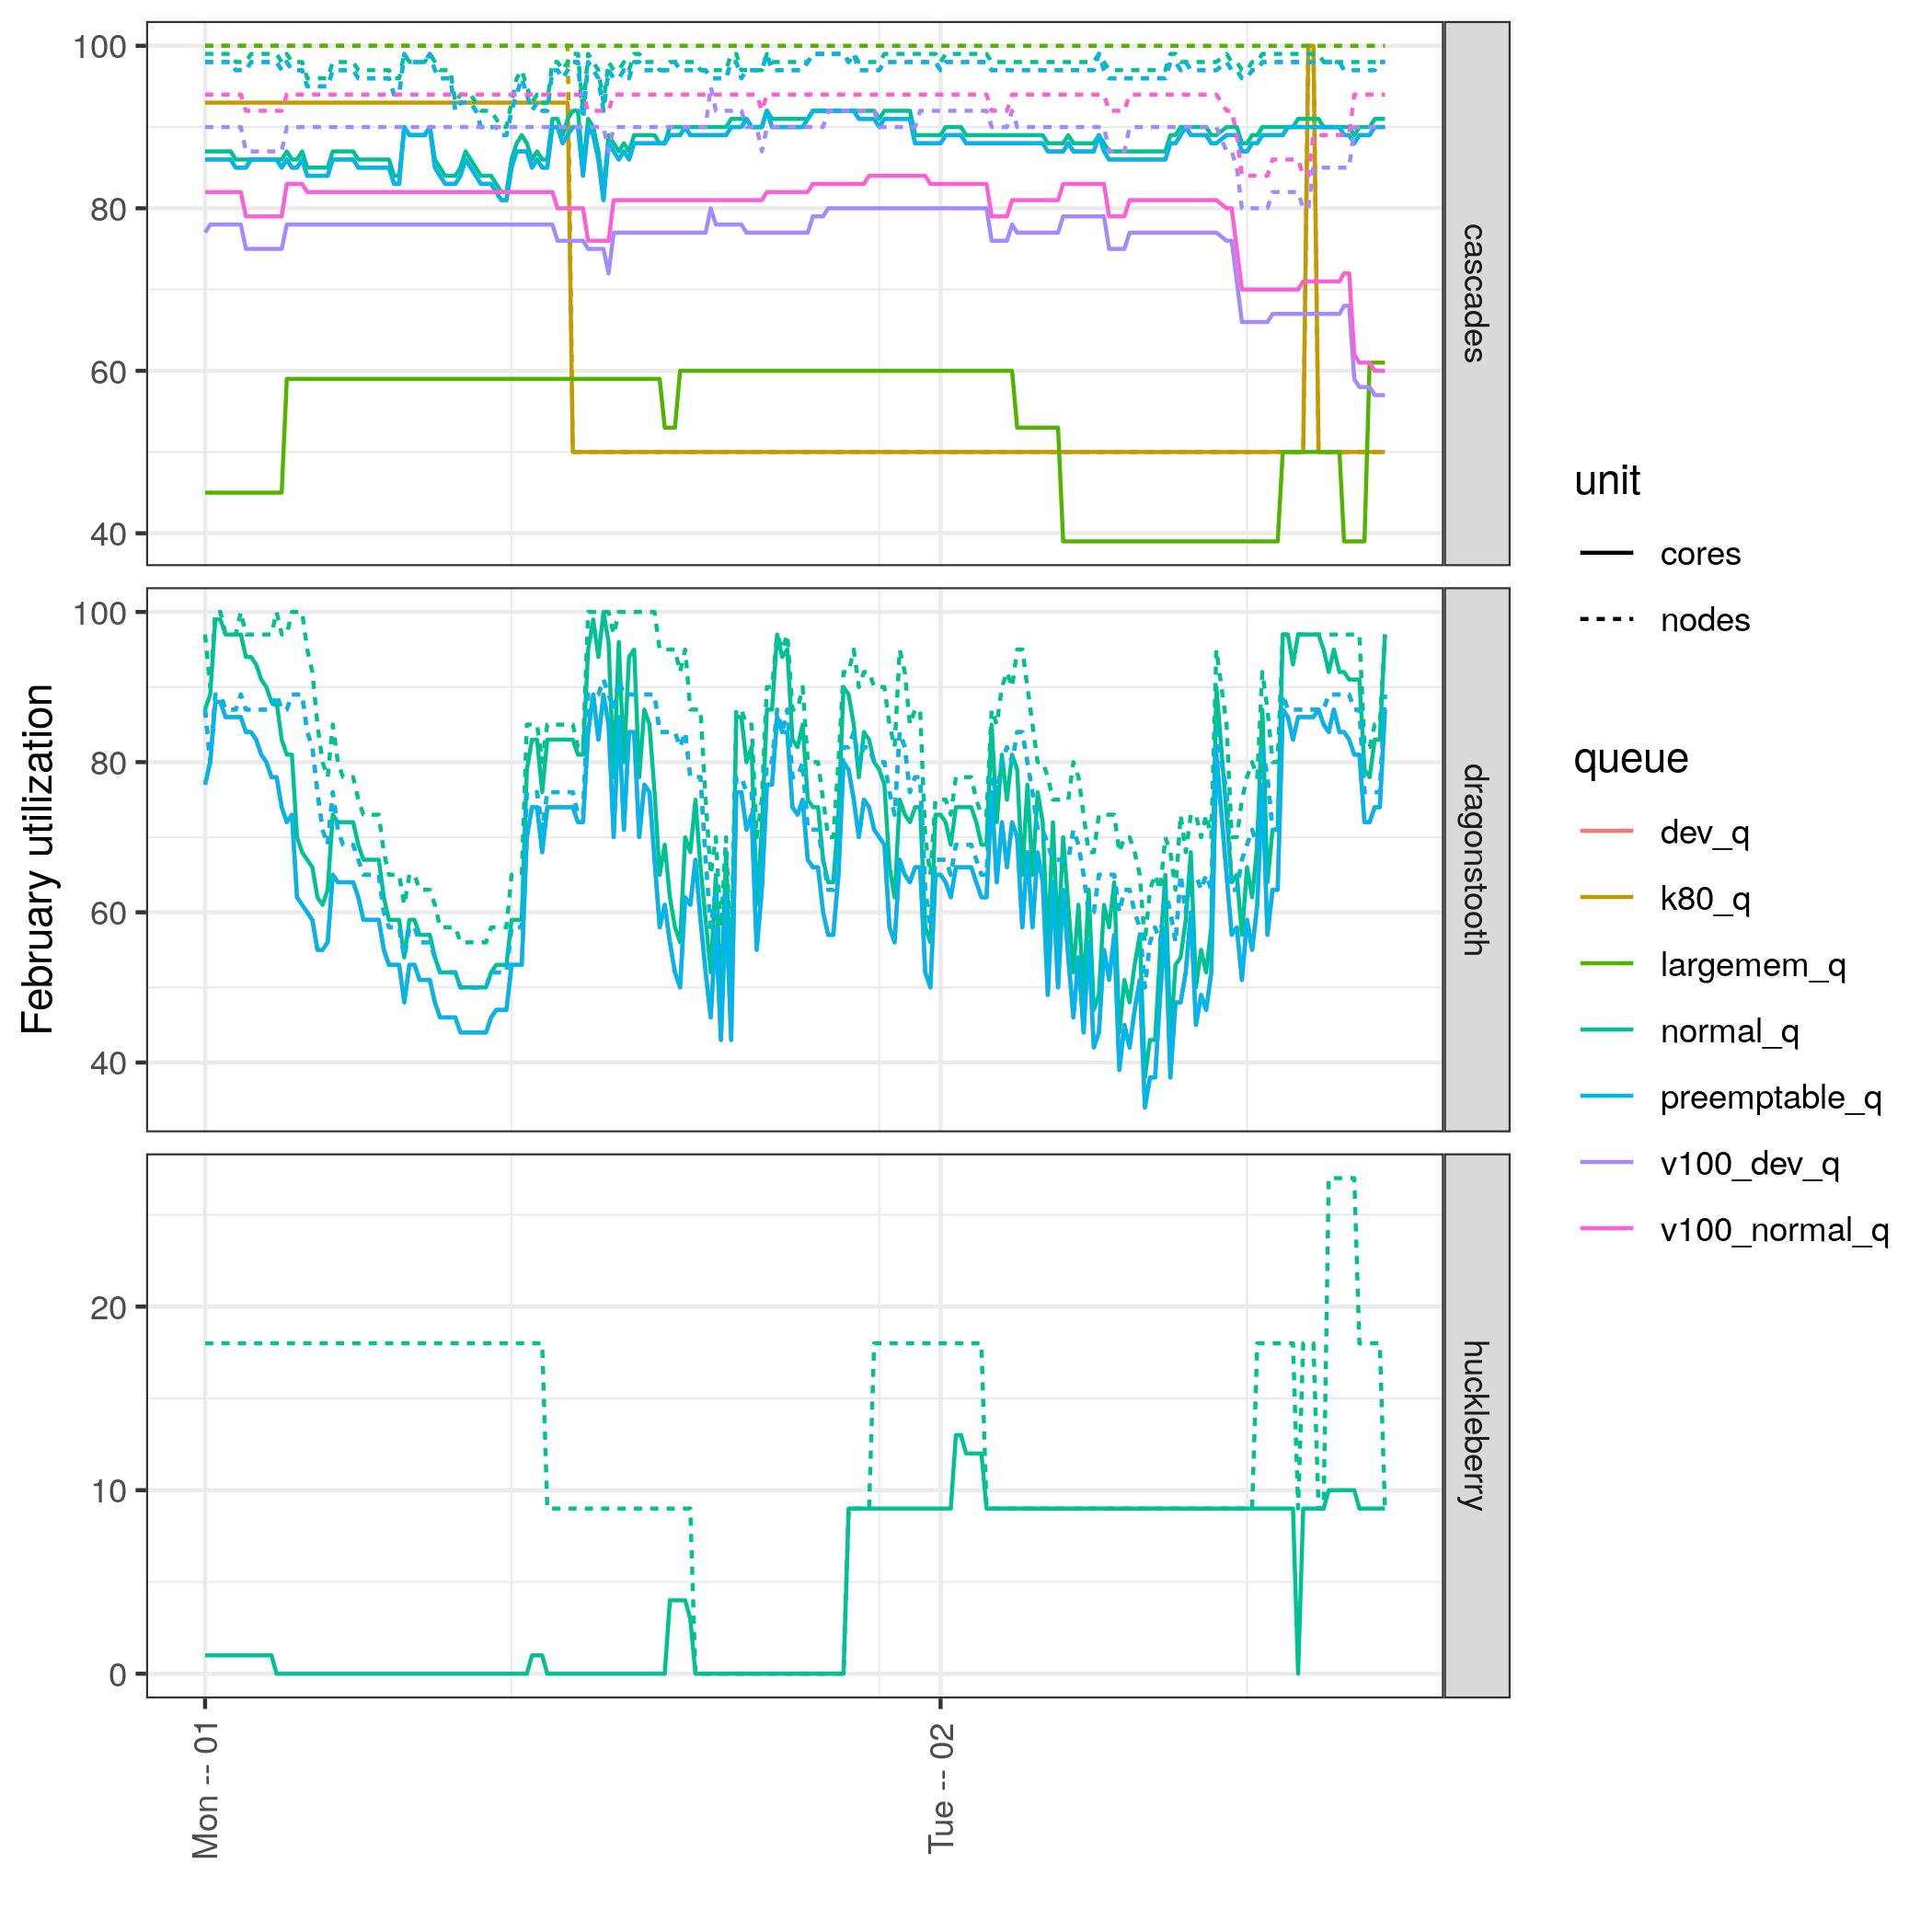 February utilization
100
80
60
40
cascades
100
80
60
40
dragonstooth
20
10
0
huckleberry
Mon -- 01
Tue -- 02
unit
cores
nodes
queue
dev_q
k80_q
largemem_q
normal_q
preemptable_q
v100_dev_q
v100_normal_q